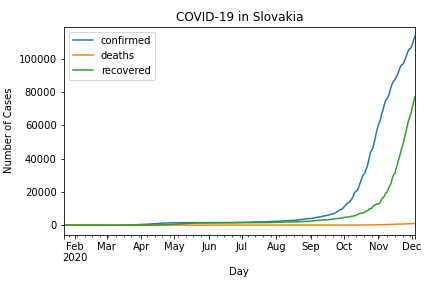 COVID-19 in Slovakia
confirmed
deaths
recovered
Number of Cases
100000
80000
60000
40000
20000
0
Feb Mar Apr May Jun Jul Aug Sep Oct Nov Dec
2020
Day